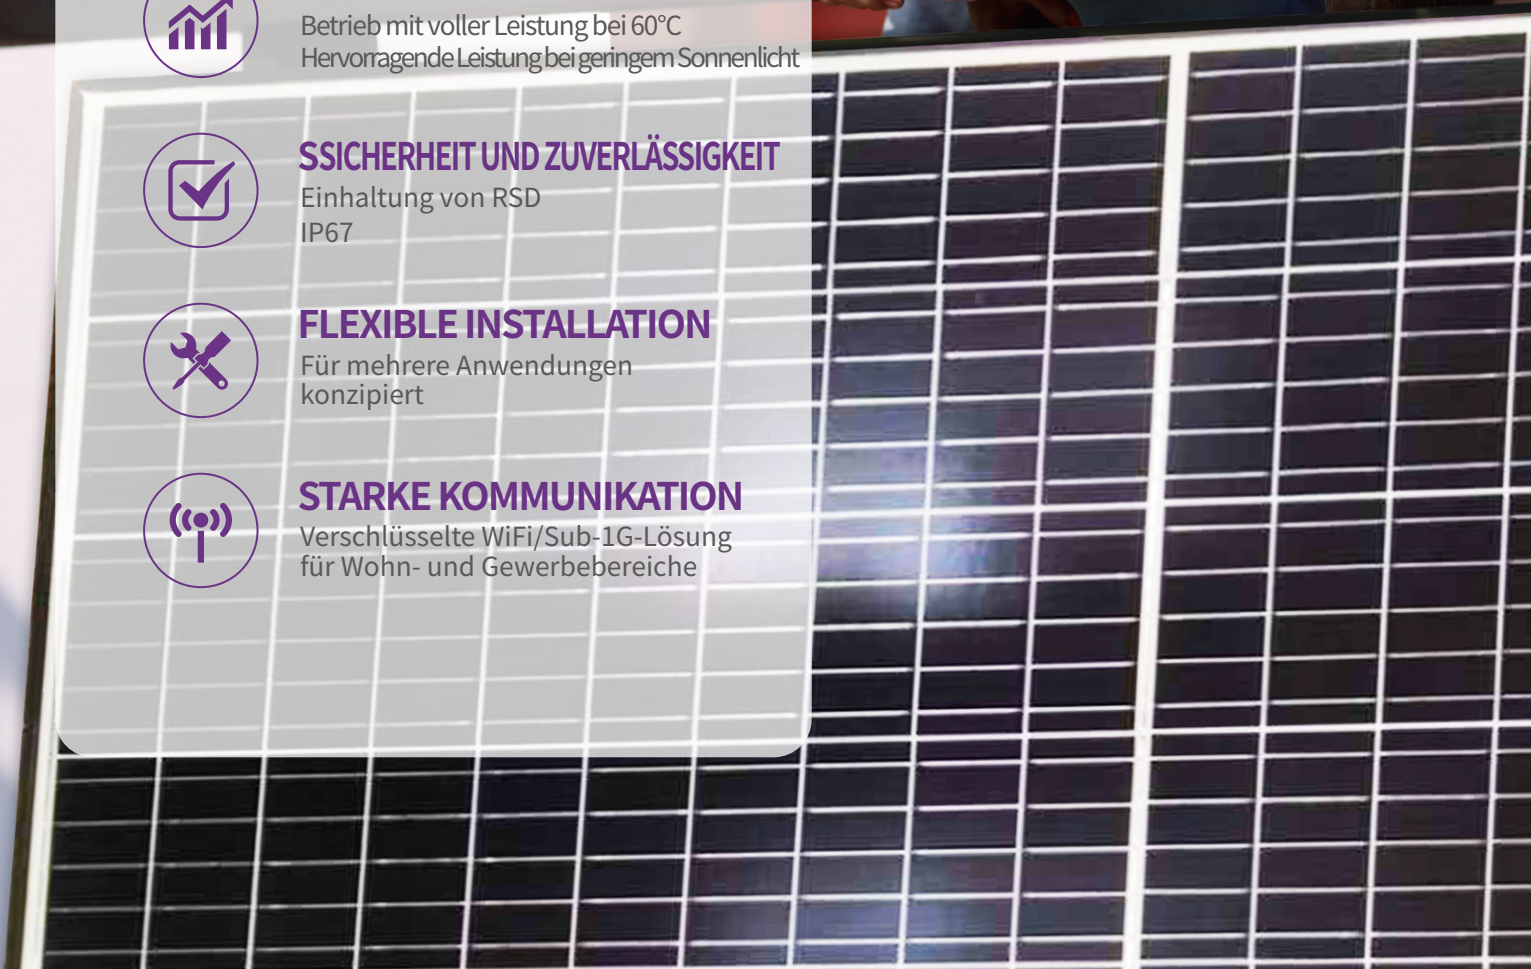 Betrieb mit voller Leistung bei 60°C
Hervorragende Leistung bei geringem Sonnenlicht
SSICHERHEIT UND ZUVERLÄSSIGKEIT
Einhaltung von RSD
IP67
FLEXIBLE INSTALLATION
Für mehrere Anwendungen
konzipiert
STARKE KOMMUNIKATION
Verschlüsselte WiFi/Sub-1G-Lösung
für Wohn- und Gewerbebereiche